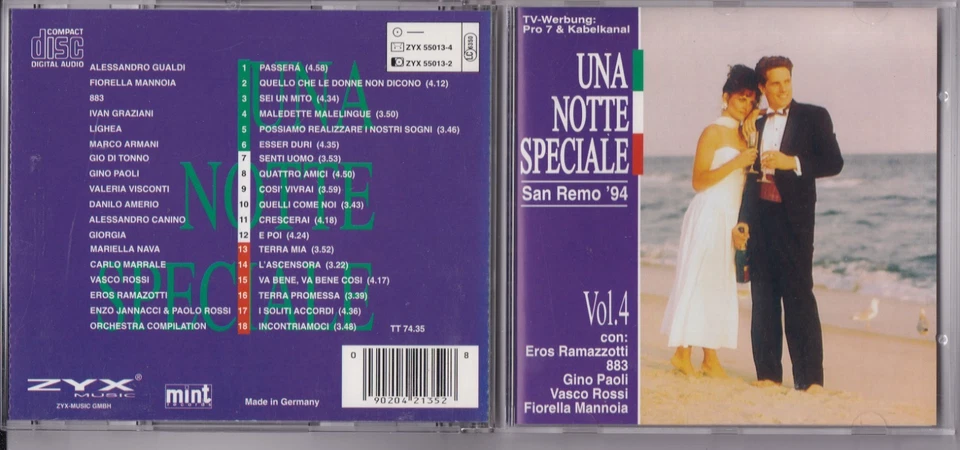 COMPACT
disc
DIGITAL AUDIO
ZYX 55013-4
ZYX 55013-2
LC 6350
UNA
NOTTE
SPECIALE
ALESSANDRO GUALDI 1 PASSERÁ (4.58)
FIORELLA MANNOIA 2 QUELLO CHE LE DONNE NON DICONO (4.12)
883 3 SEI UN MITO (4.34)
IVAN GRAZIANI 4 MALEDETTE MALELINGUE (3.50)
LIGHEA 5 POSSIAMO REALIZZARE I NOSTRI SOGNI (3.46)
MARCO ARMANI 6 ESSER DURI (4.35)
GIO DI TONNO 7 SENTI UOMO (3.53)
GINO PAOLI 8 QUATTRO AMICI (4.50)
VALERIA VISCONTI 9 COSI' VIVRAI (3.59)
DANILO AMERIO 10 QUELLI COME NOI (3.43)
ALESSANDRO CANINO 11 CRESCERAI (4.18)
GIORGIA 12 E POI (4.24)
MARIELLA NAVA 13 TERRA MIA (3.52)
CARLO MARRALE 14 L'ASCENSORA (3.22)
VASCO ROSSI 15 VA BENE, VA BENE COSI (4.17)
EROS RAMAZOTTI 16 TERRA PROMESSA (3.39)
ENZO JANNACCI & PAOLO ROSSI 17 I SOLITI ACCORDI (4.36)
ORCHESTRA COMPILATION 18 INCONTRIAMOCI (3.48)
TT 74.35
ZYX ®
MUSIC
ZYX-MUSIC GMBH
mint
Made in Germany
0 8
90204 21352
TV-Werbung:
Pro 7 & Kabelkanal
UNA
NOTTE
SPECIALE
San Remo '94
Vol.4
con:
Eros Ramazzotti
883
Gino Paoli
Vasco Rossi
Fiorella Mannoia